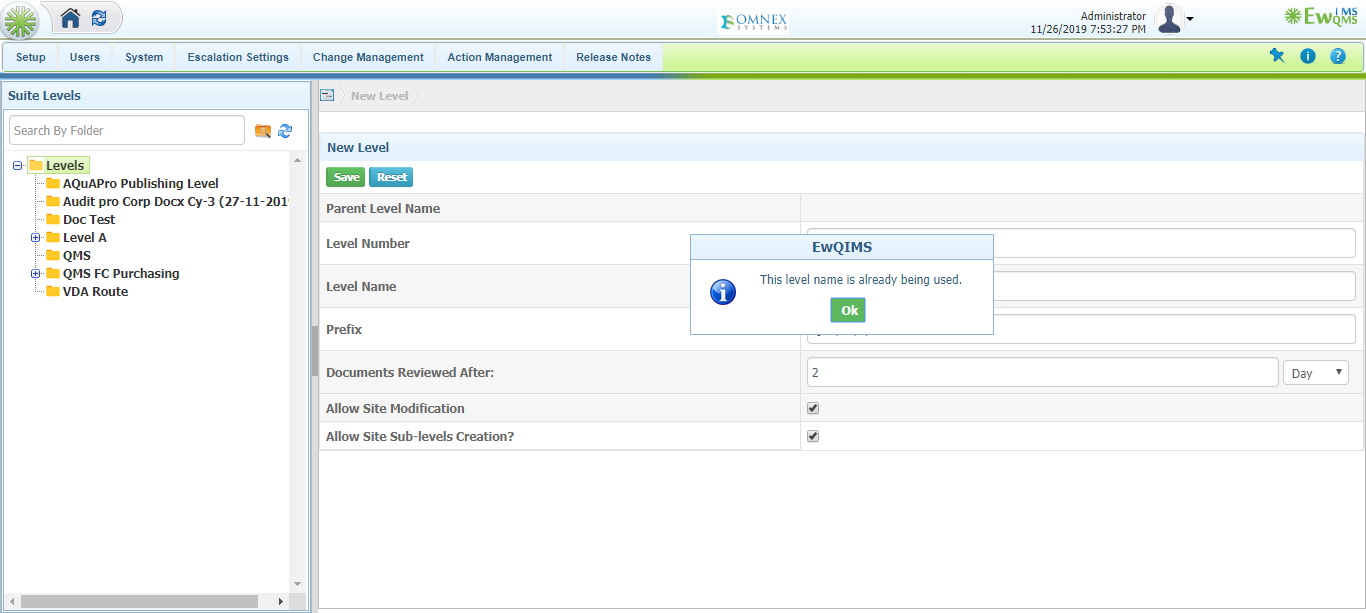 OMNEX
SYSTEMS
Administrator
11/26/2019 7:53:27 PM
EwQIMS
QMS
Setup
Users
System
Escalation Settings
Change Management
Action Management
Release Notes
Suite Levels
Search By Folder
Levels
AQuAPro Publishing Level
Audit pro Corp Docx Cy-3 (27-11-2019
Doc Test
Level A
QMS
QMS FC Purchasing
VDA Route
New Level
New Level
Save
Reset
Parent Level Name
Level Number
Level Name
Prefix
Documents Reviewed After:
2
Day
Allow Site Modification
Allow Site Sub-levels Creation?
EwQIMS
This level name is already being used.
Ok